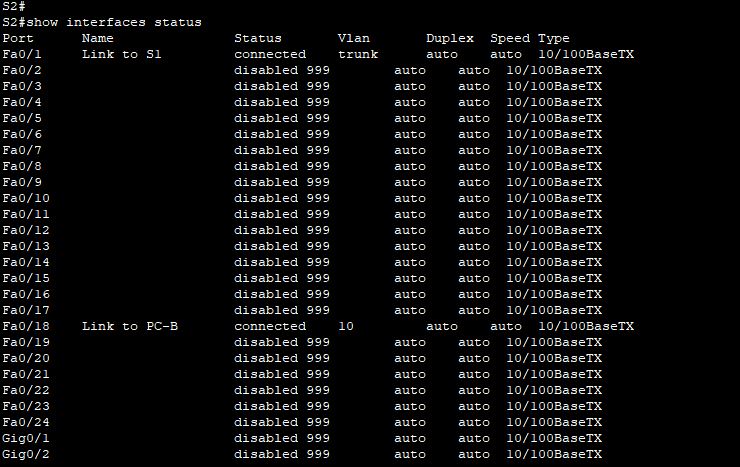 S2#
S2#show interfaces status
Port      Name               Status       Vlan       Duplex  Speed Type
Fa0/1     Link to S1         connected    trunk      auto    auto  10/100BaseTX
Fa0/2                        disabled 999        auto    auto  10/100BaseTX
Fa0/3                        disabled 999        auto    auto  10/100BaseTX
Fa0/4                        disabled 999        auto    auto  10/100BaseTX
Fa0/5                        disabled 999        auto    auto  10/100BaseTX
Fa0/6                        disabled 999        auto    auto  10/100BaseTX
Fa0/7                        disabled 999        auto    auto  10/100BaseTX
Fa0/8                        disabled 999        auto    auto  10/100BaseTX
Fa0/9                        disabled 999        auto    auto  10/100BaseTX
Fa0/10                       disabled 999        auto    auto  10/100BaseTX
Fa0/11                       disabled 999        auto    auto  10/100BaseTX
Fa0/12                       disabled 999        auto    auto  10/100BaseTX
Fa0/13                       disabled 999        auto    auto  10/100BaseTX
Fa0/14                       disabled 999        auto    auto  10/100BaseTX
Fa0/15                       disabled 999        auto    auto  10/100BaseTX
Fa0/16                       disabled 999        auto    auto  10/100BaseTX
Fa0/17                       disabled 999        auto    auto  10/100BaseTX
Fa0/18    Link to PC-B       connected    10         auto    auto  10/100BaseTX
Fa0/19                       disabled 999        auto    auto  10/100BaseTX
Fa0/20                       disabled 999        auto    auto  10/100BaseTX
Fa0/21                       disabled 999        auto    auto  10/100BaseTX
Fa0/22                       disabled 999        auto    auto  10/100BaseTX
Fa0/23                       disabled 999        auto    auto  10/100BaseTX
Fa0/24                       disabled 999        auto    auto  10/100BaseTX
Gig0/1                       disabled 999        auto    auto  10/100BaseTX
Gig0/2                       disabled 999        auto    auto  10/100BaseTX